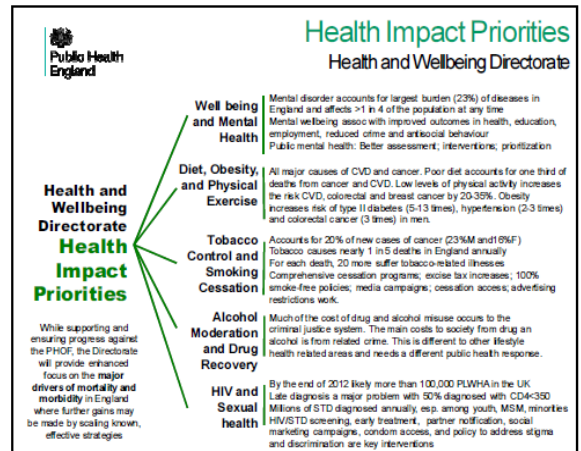 Public Health
England
Health Impact Priorities
Health and Wellbeing Directorate
Health and
Wellbeing
Directorate
Health
Impact
Priorities
While supporting and
ensuring progress against
the PHOF, the Directorate
will provide enhanced
focus on the major
drivers of mortality and
morbidity in England
where further gains may
be made by scaling known,
effective strategies
Well being
and Mental
Health
Mental disorder accounts for largest burden (23%) of diseases in
England and affects >1 in 4 of the population at any time
Mental wellbeing assoc with improved outcomes in health, education,
employment, reduced crime and antisocial behaviour
Public mental health: Better assessment; interventions; prioritization
Diet, Obesity,
and Physical
Exercise
All major causes of CVD and cancer. Poor diet accounts for one third of
deaths from cancer and CVD. Low levels of physical activity increases
the risk CVD, colorectal and breast cancer by 20-35%. Obesity
increases risk of type II diabetes (5-13 times), hypertension (2-3 times)
and colorectal cancer (3 times) in men.
Tobacco
Control and
Smoking
Cessation
Accounts for 20% of new cases of cancer (23%M and16%F)
Tobacco causes nearly 1 in 5 deaths in England annually
For each death, 20 more suffer tobacco-related illnesses
Comprehensive cessation programs; excise tax increases; 100%
smoke-free policies; media campaigns; cessation access; advertising
restrictions work.
Alcohol
Moderation
and Drug
Recovery
Much of the cost of drug and alcohol misuse occurs to the
criminal justice system. The main costs to society from drug an
alcohol is from related crime. This is different to other lifestyle
health related areas and needs a different public health response.
HIV and
Sexual
health
By the end of 2012 likely more than 100,000 PLWHA in the UK
Late diagnosis a major problem with 50% diagnosed with CD4<350
Millions of STD diagnosed annually, esp. among youth, MSM, minorities
HIV/STD screening, early treatment, partner notification, social
marketing campaigns, condom access, and policy to address stigma
and discrimination are key interventions